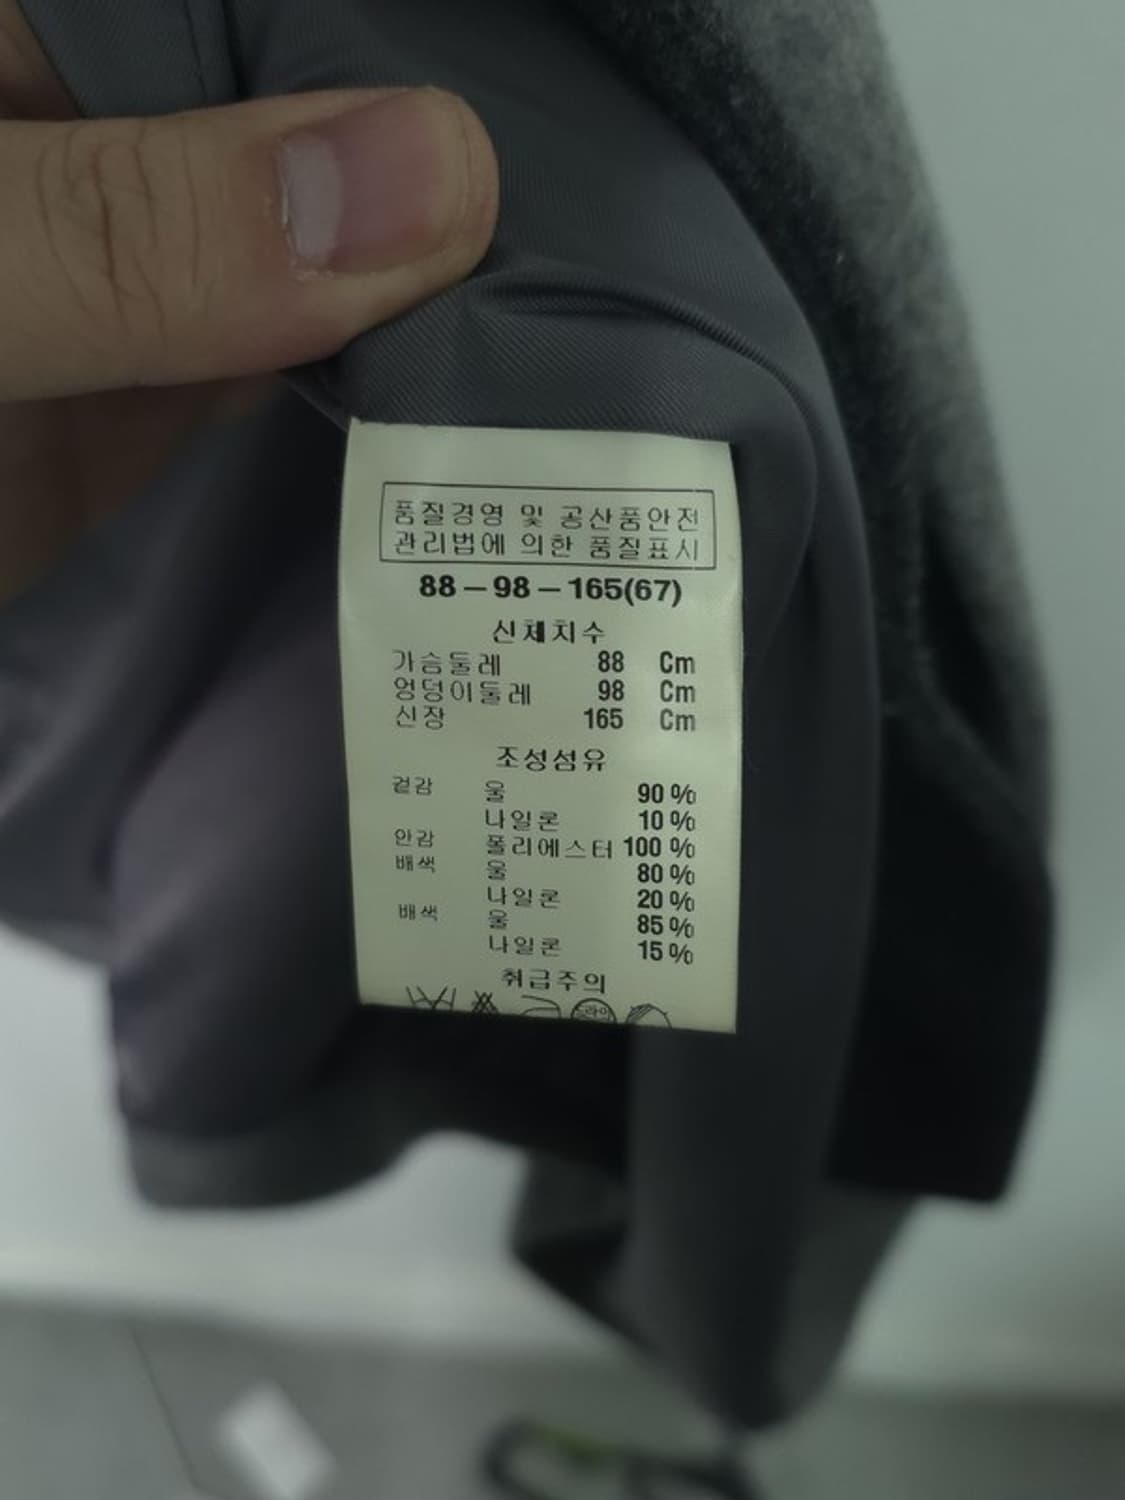 품질경영 및 공산품안전
관리법에 의한 품질표시
88-98-165(67)
신체치수
가슴둘레 88 Cm
엉덩이둘레 98 Cm
신장 165 Cm
조성섬유
겉감 울 90 %
나일론 10 %
안감 폴리에스터 100 %
배색 울 80 %
나일론 20 %
배색 울 85 %
나일론 15 %
취급주의
드라이